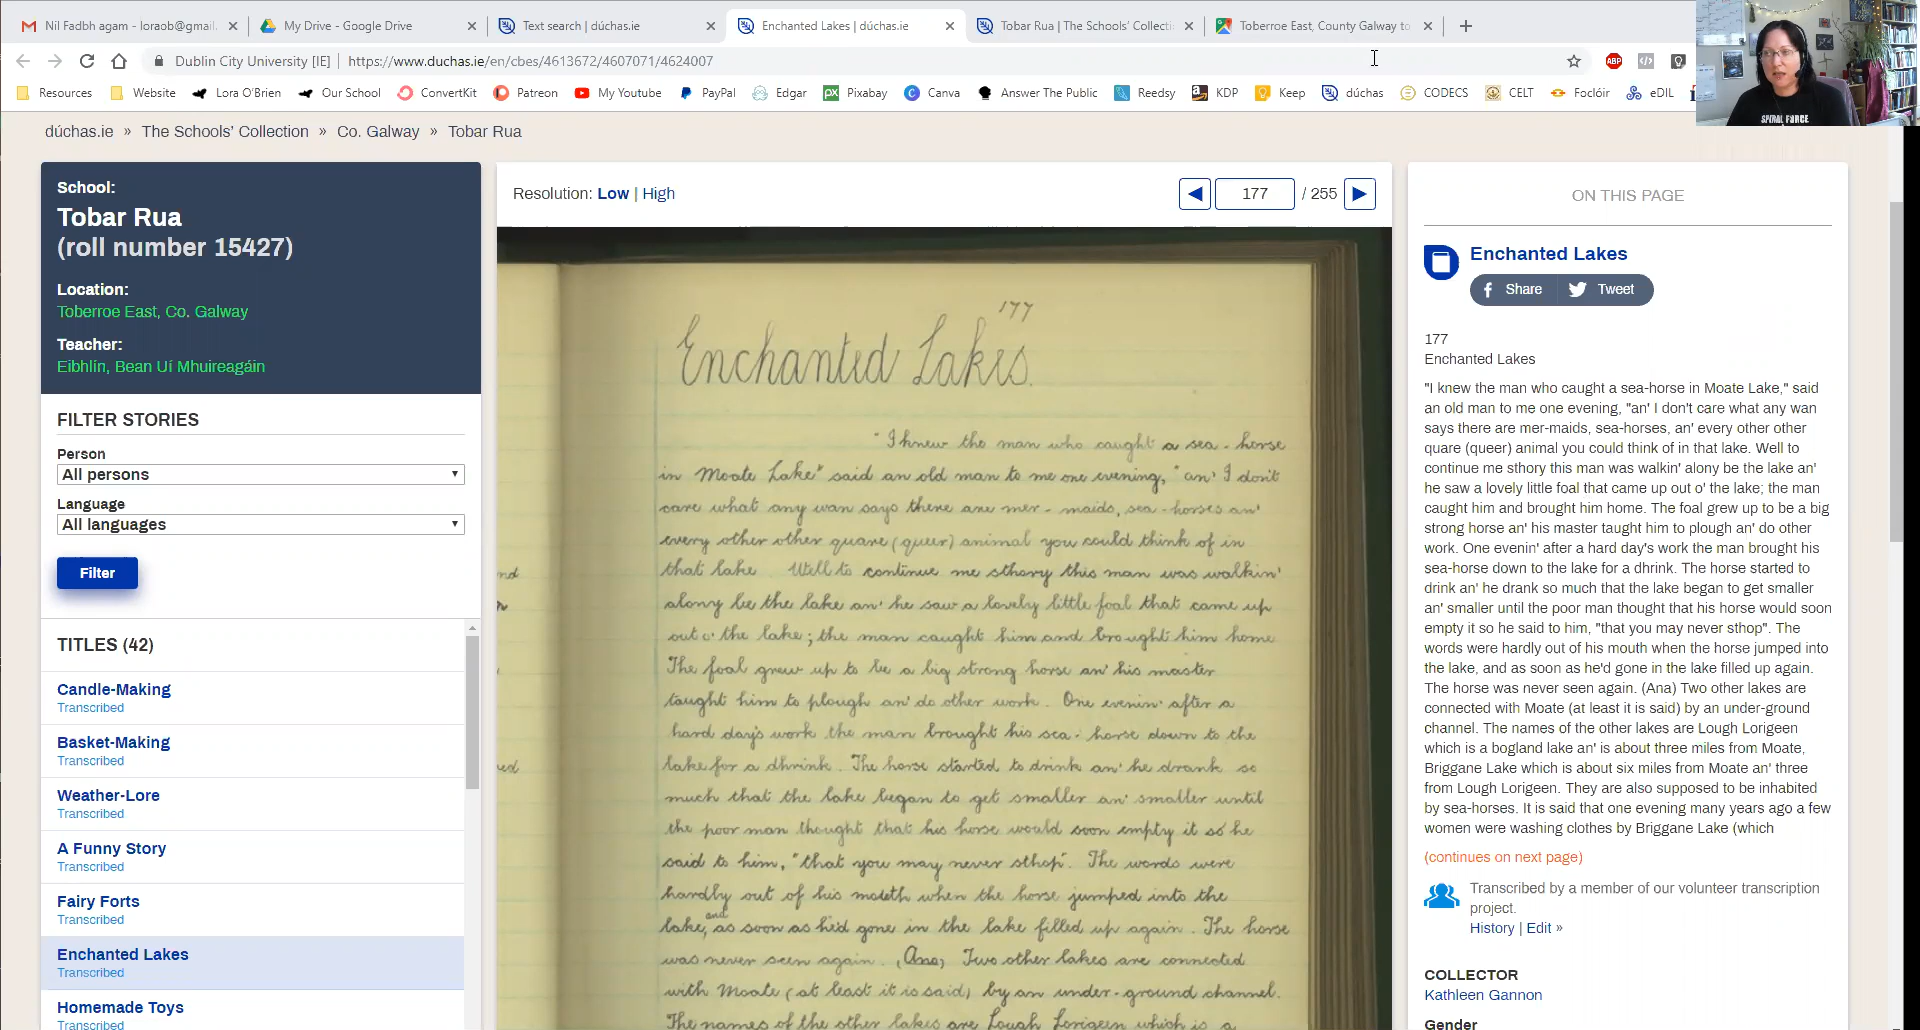 Níl Fadbh agam - loraob@gmail.
My Drive - Google Drive
Text search | dúchas.ie
Enchanted Lakes | dúchas.ie
Tobar Rua | The Schools' Collecti
Toberroe East, County Galway to
Dublin City University [IE] | https://www.duchas.ie/en/cbes/4613672/4607071/4624007
ABP
Resources
Website
Lora O'Brien
Our School
ConvertKit
Patreon
My Youtube
PayPal
Edgar
Pixabay
Canva
Answer The Public
Reedsy
KDP
Keep
dúchas
CODECS
CELT
Foclóir
eDIL
SPIRAL FORCE
dúchas.ie » The Schools' Collection » Co. Galway » Tobar Rua
School:
Tobar Rua
(roll number 15427)
Location:
Toberroe East, Co. Galway
Teacher:
Eibhlín, Bean Uí Mhuireagáin
FILTER STORIES
Person
All persons
Language
All languages
Filter
TITLES (42)
Candle-Making
Transcribed
Basket-Making
Transcribed
Weather-Lore
Transcribed
A Funny Story
Transcribed
Fairy Forts
Transcribed
Enchanted Lakes
Transcribed
Homemade Toys
Transcribed
Resolution: Low | High
177 / 255
177
Enchanted Lakes.
"I knew the man who caught a sea-horse
in Moate Lake" said an old man to me one evening, "an' I don't
care what any wan says there are mer-maids, sea-horses an'
every other other quare (queer) animal you could think of in
that lake. Well to continue me sthory this man was walkin'
alony be the lake an' he saw a lovely little foal that came up
out o' the lake; the man caught him and brought him home
The foal grew up to be a big strong horse an' his master
taught him to plough an' do other work. One evenin' after a
hard day's work the man brought his sea-horse down to the
lake for a dhrink. The horse started to drink an' he drank so
much that the lake began to get smaller an' smaller until
the poor man thought that his horse would soon empty it so he
said to him, "that you may never sthop". The words were
hardly out of his mouth when the horse jumped into the
lake, and as soon as he'd gone in the lake filled up again. The horse
was never seen again. (Ana) Two other lakes are connected
with Moate (at least it is said) by an under-ground channel.
The names of the other lakes are Lough Lorigeen which is a
nd
ed
ON THIS PAGE
Enchanted Lakes
Share
Tweet
177
Enchanted Lakes
"I knew the man who caught a sea-horse in Moate Lake," said
an old man to me one evening, "an' I don't care what any wan
says there are mer-maids, sea-horses, an' every other other
quare (queer) animal you could think of in that lake. Well to
continue me sthory this man was walkin' alony be the lake an'
he saw a lovely little foal that came up out o' the lake; the man
caught him and brought him home. The foal grew up to be a big
strong horse an' his master taught him to plough an' do other
work. One evenin' after a hard day's work the man brought his
sea-horse down to the lake for a dhrink. The horse started to
drink an' he drank so much that the lake began to get smaller
an' smaller until the poor man thought that his horse would soon
empty it so he said to him, "that you may never sthop". The
words were hardly out of his mouth when the horse jumped into
the lake, and as soon as he'd gone in the lake filled up again.
The horse was never seen again. (Ana) Two other lakes are
connected with Moate (at least it is said) by an under-ground
channel. The names of the other lakes are Lough Lorigeen
which is a bogland lake an' is about three miles from Moate,
Briggane Lake which is about six miles from Moate an' three
from Lough Lorigeen. They are also supposed to be inhabited
by sea-horses. It is said that one evening many years ago a few
women were washing clothes by Briggane Lake (which
(continues on next page)
Transcribed by a member of our volunteer transcription
project.
History | Edit »
COLLECTOR
Kathleen Gannon
Gender